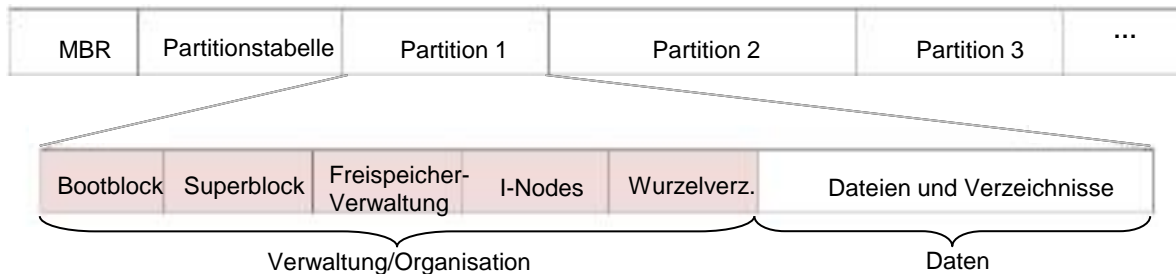 MBR Partitionstabelle Partition 1 Partition 2 Partition 3 ...
Bootblock Superblock Freispeicher-
Verwaltung I-Nodes Wurzelverz. Dateien und Verzeichnisse
Verwaltung/Organisation Daten